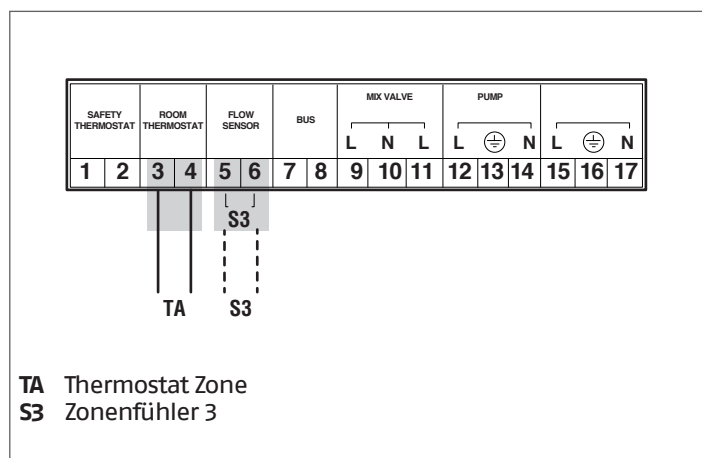 SAFETY THERMOSTAT ROOM THERMOSTAT FLOW SENSOR BUS MIX VALVE PUMP
L N L L N L N
1 2 3 4 5 6 7 8 9 10 11 12 13 14 15 16 17
S3
TA S3
TA Thermostat Zone
S3 Zonenfühler 3